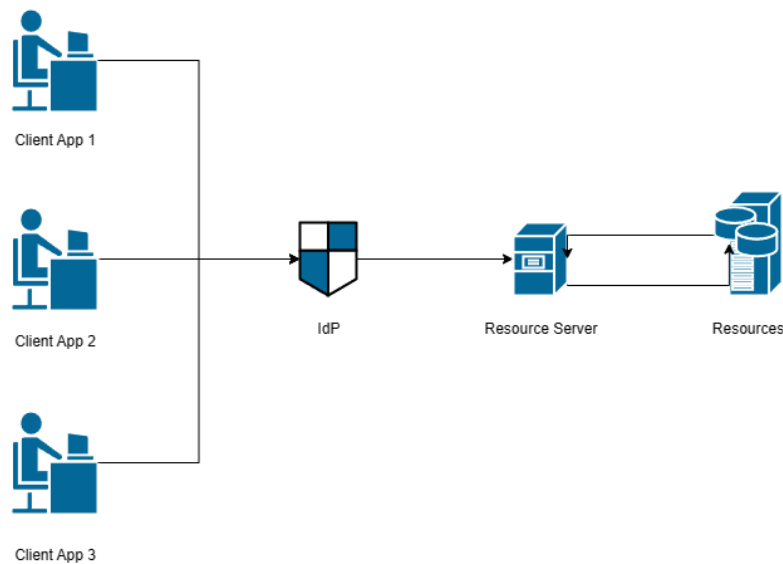 Client App 1
Client App 2
IdP
Resource Server
Resources
Client App 3